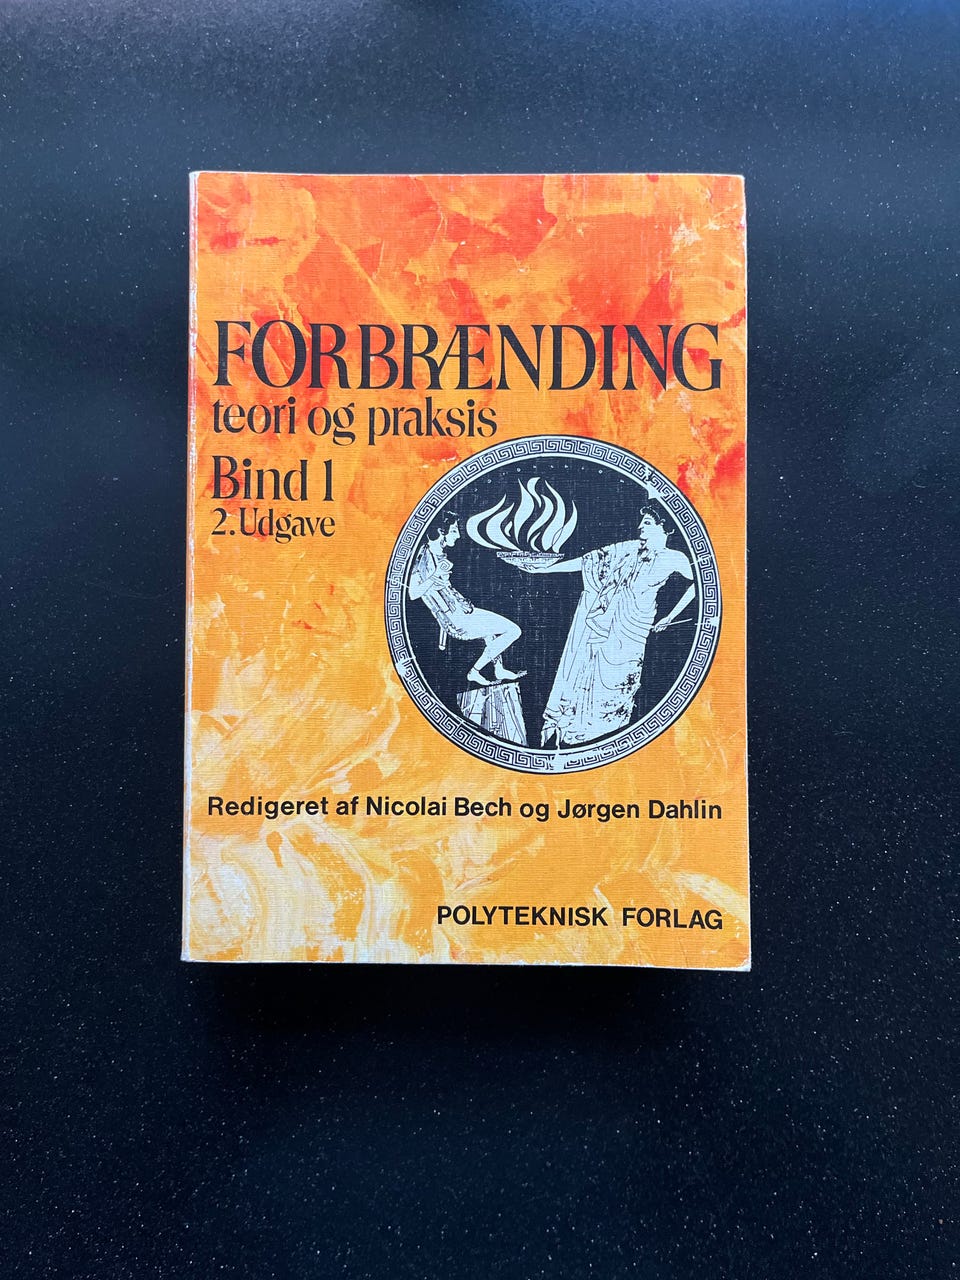 FORBRÆNDING
teori og praksis
Bind 1
2. Udgave
Redigeret af Nicolai Bech og Jørgen Dahlin
POLYTEKNISK FORLAG